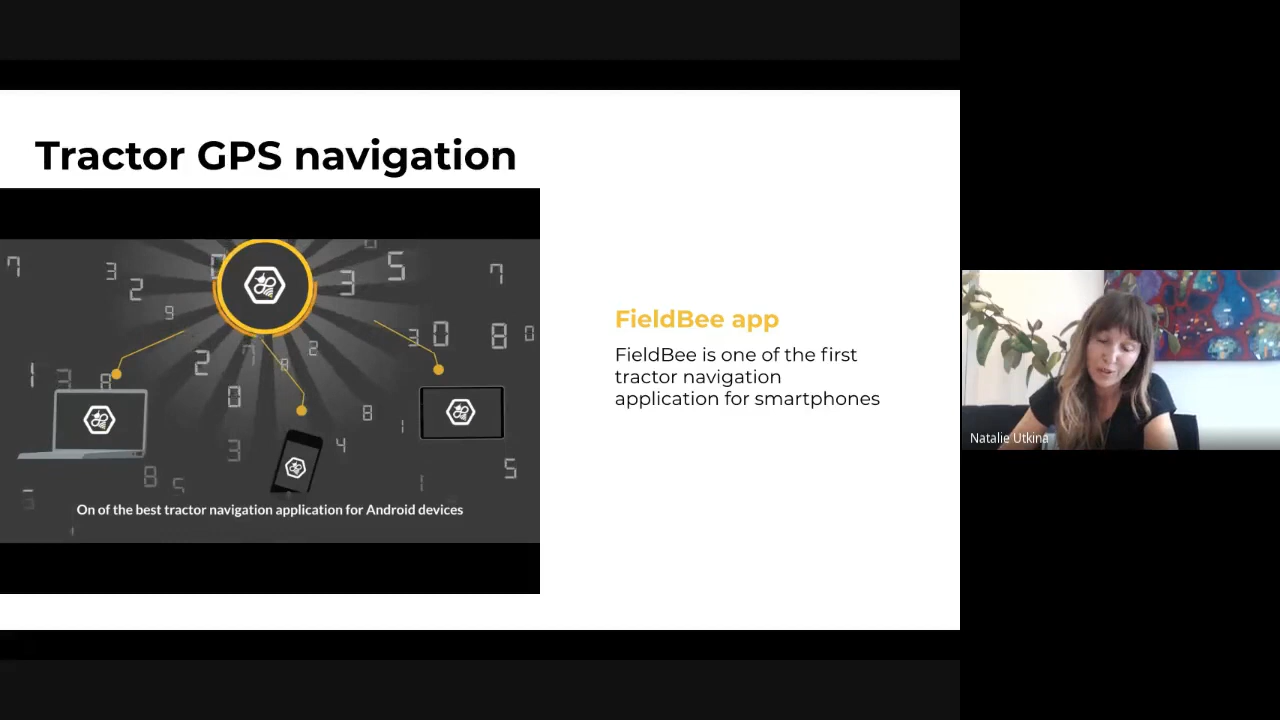 Tractor GPS navigation
FieldBee app
FieldBee is one of the first
tractor navigation
application for smartphones
On of the best tractor navigation application for Android devices
Natalie Utkina